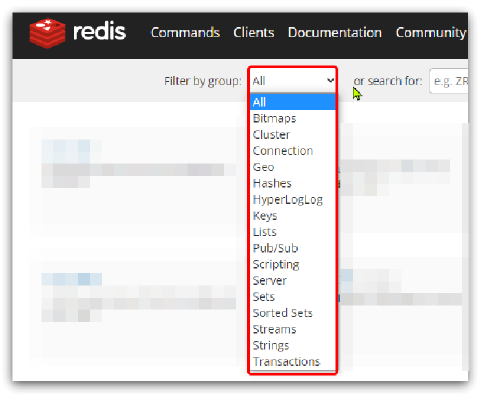 redis Commands Clients Documentation Community
Filter by group: All or search for: e.g. ZR
All
Bitmaps
Cluster
Connection
Geo
Hashes
HyperLogLog
Keys
Lists
Pub/Sub
Scripting
Server
Sets
Sorted Sets
Streams
Strings
Transactions